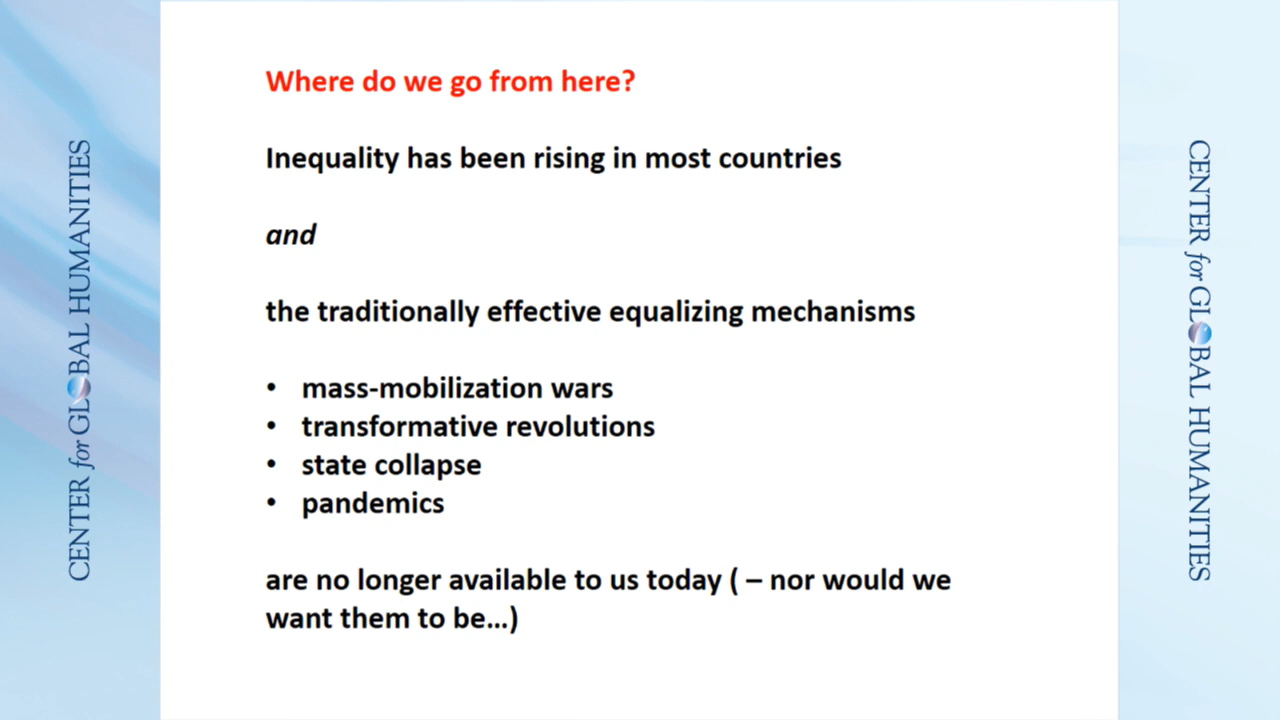 Where do we go from here?
Inequality has been rising in most countries
and
the traditionally effective equalizing mechanisms
• mass-mobilization wars
• transformative revolutions
• state collapse
• pandemics
are no longer available to us today ( – nor would we
want them to be...)
CENTER for GLOBAL HUMANITIES
CENTER for GLOBAL HUMANITIES